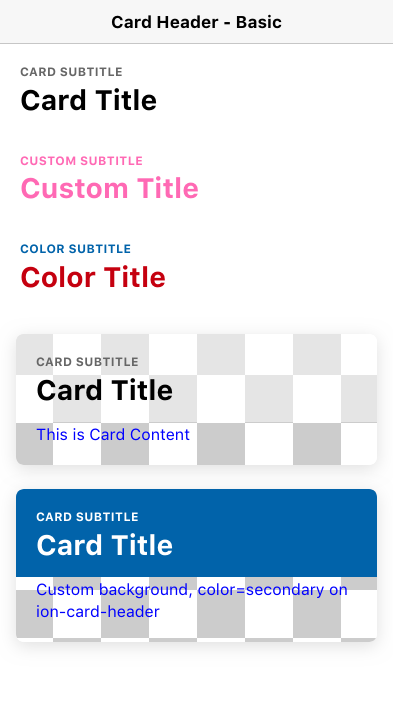 Card Header - Basic
CARD SUBTITLE
Card Title
CUSTOM SUBTITLE
Custom Title
COLOR SUBTITLE
Color Title
CARD SUBTITLE
Card Title
This is Card Content
CARD SUBTITLE
Card Title
Custom background, color=secondary on
ion-card-header